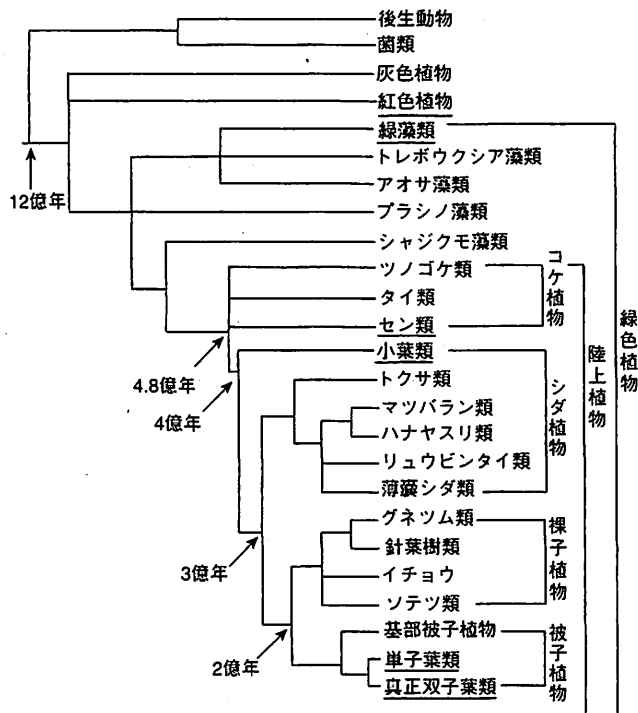 後生動物
菌類
灰色植物
紅色植物
緑藻類
トレボウクシア藻類
アオサ藻類
プラシノ藻類
シャジクモ藻類
ツノゴケ類
タイ類
セン類
小葉類
トクサ類
マツバラン類
ハナヤスリ類
リュウビンタイ類
薄嚢シダ類
グネツム類
針葉樹類
イチョウ
ソテツ類
基部被子植物
単子葉類
真正双子葉類
12億年
4.8億年
4億年
3億年
2億年
コケ植物
シダ植物
裸子植物
被子植物
陸上植物
緑色植物